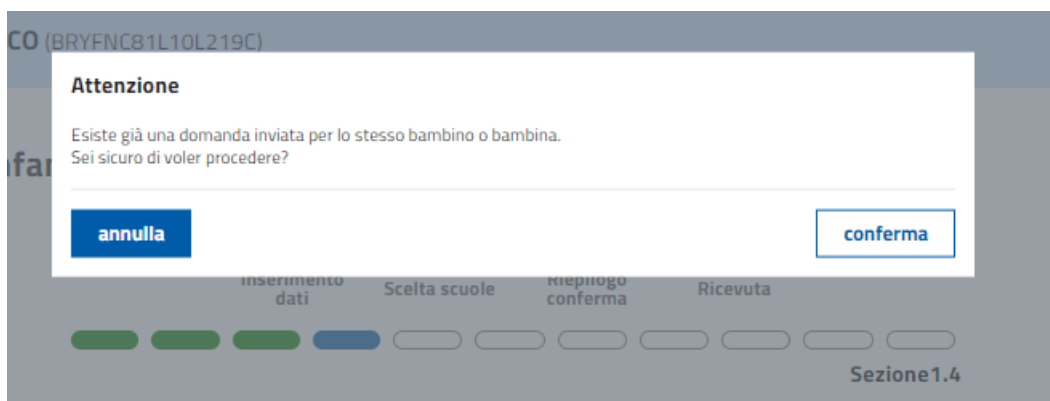 CO (BRYFNC81L10L219C)
Attenzione
Esiste già una domanda inviata per lo stesso bambino o bambina.
Sei sicuro di voler procedere?
nfan
annulla
conferma
Inserimento
dati
Scelta scuole
Riepilogo
conferma
Ricevuta
Sezione1.4